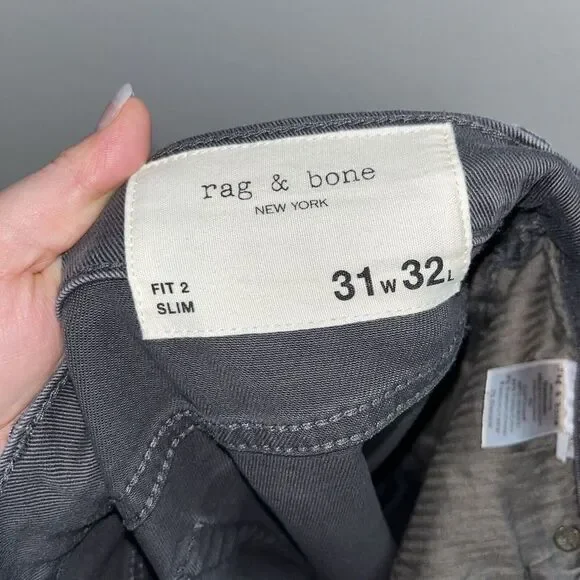 rag & bone
NEW YORK
FIT 2
SLIM
31W 32L